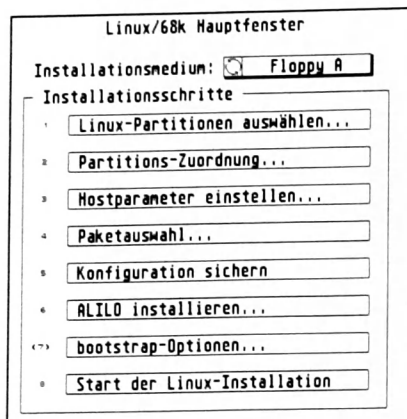 Linux/68k Hauptfenster
Installationsmedium: Floppy A
Installationsschritte
1 Linux-Partitionen auswählen...
2 Partitions-Zuordnung...
3 Hostparameter einstellen...
4 Paketauswahl...
5 Konfiguration sichern
6 ALILO installieren...
(7) bootstrap-Optionen...
8 Start der Linux-Installation